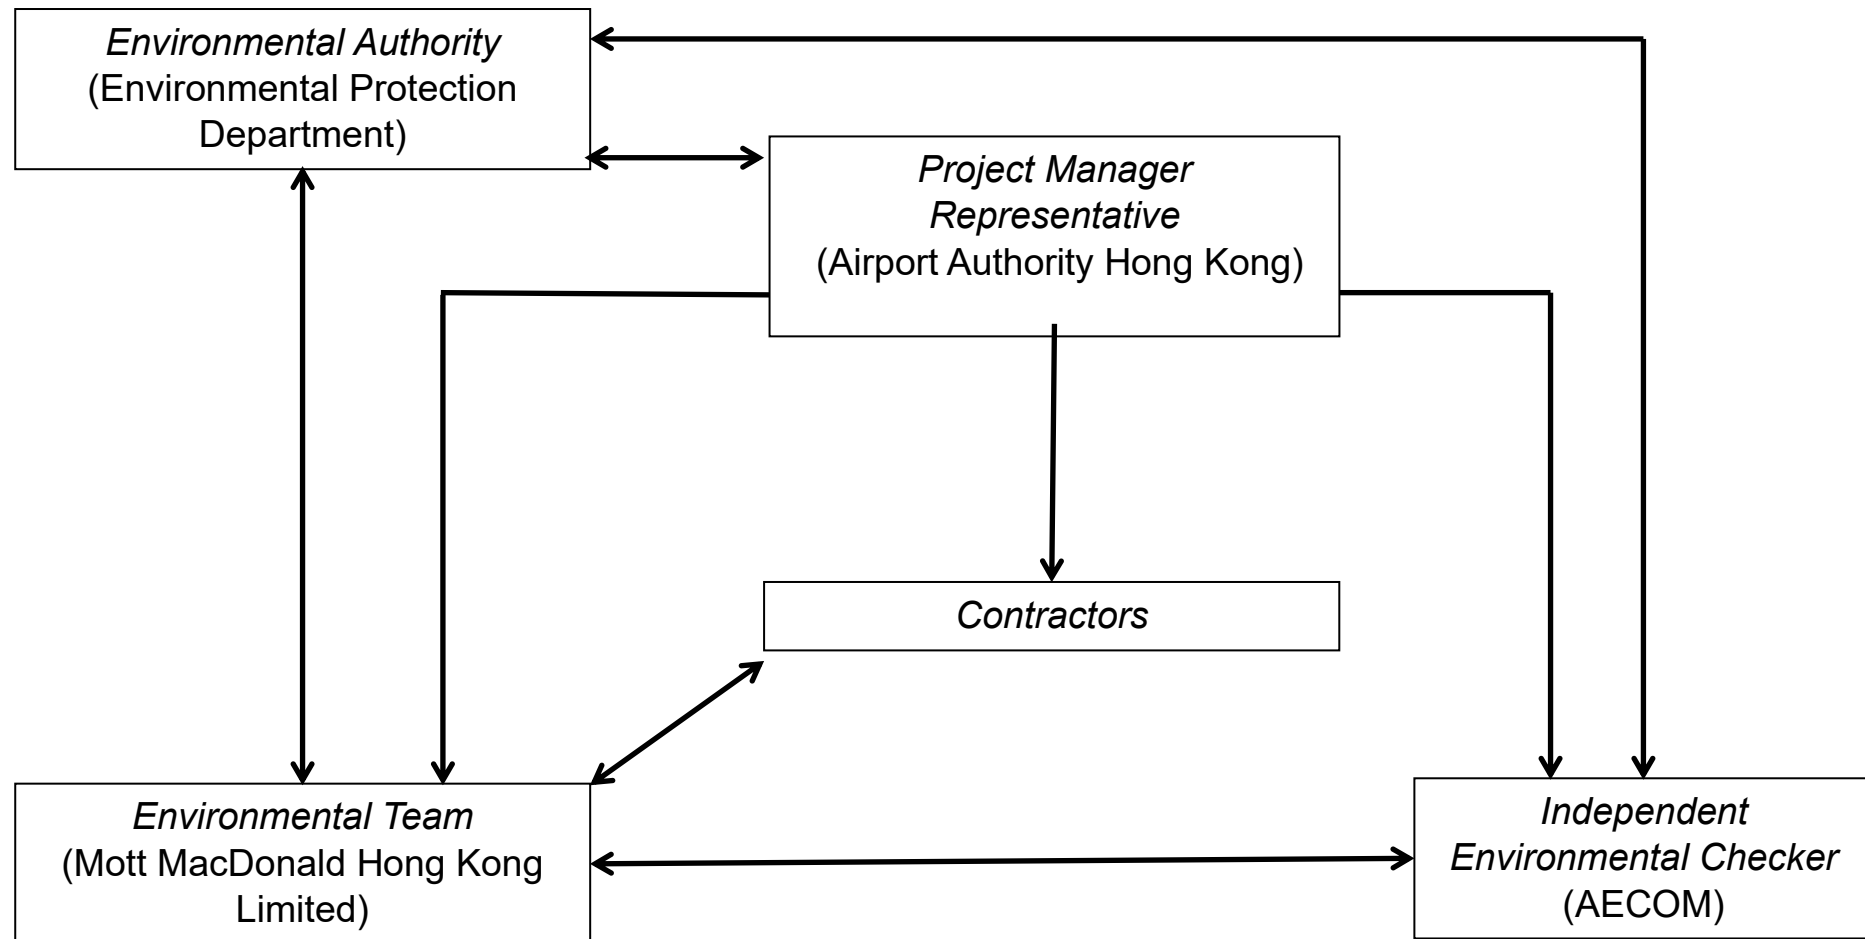 Environmental Authority
(Environmental Protection
Department)
Project Manager
Representative
(Airport Authority Hong Kong)
Contractors
Environmental Team
(Mott MacDonald Hong Kong
Limited)
Independent
Environmental Checker
(AECOM)